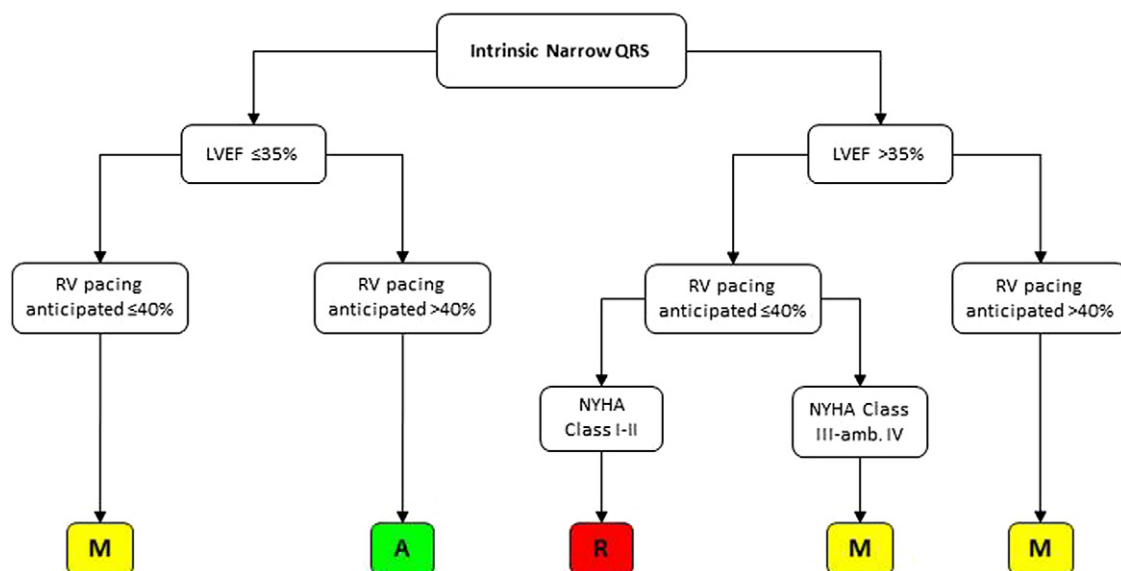 Intrinsic Narrow QRS
LVEF ≤35%
LVEF >35%
RV pacing
anticipated ≤40%
RV pacing
anticipated >40%
RV pacing
anticipated ≤40%
RV pacing
anticipated >40%
NYHA
Class I-II
NYHA Class
III-amb. IV
M
A
R
M
M